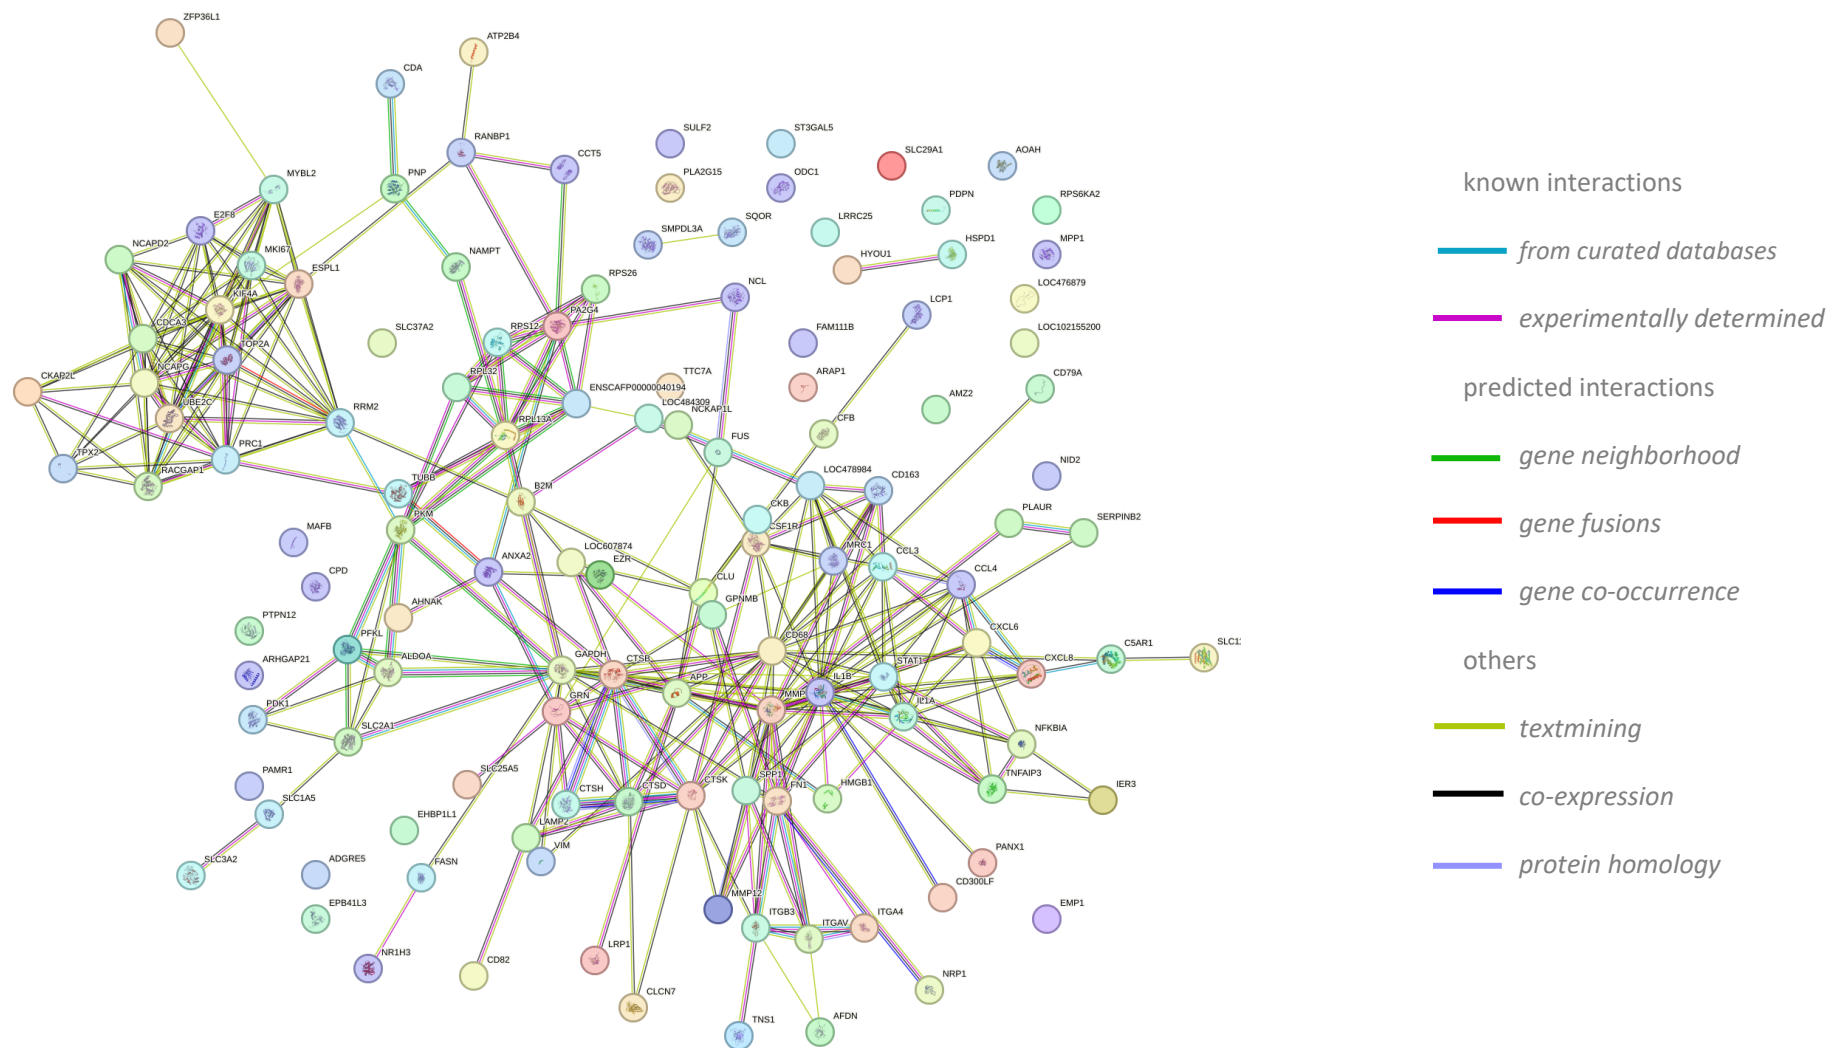 ZFP36L1
ATP2B4
CDA
SULF2
ST3GAL5
RANBP1
CCT5
SLC29A1
AOAH
MYBL2
PNP
PLA2G15
ODC1
known interactions
PDPN
RPS6KA2
E2F8
SQOR
LRRC25
NCAPD2
MKI67
SMPDL3A
HYOU1
HSPD1
MPP1
from curated databases
ESPL1
NAMPT
KIF4A
RPS26
NCL
LOC476879
LCP1
PA2G4
CDCA3
SLC37A2
RPS12
FAM111B
LOC102155200
experimentally determined
TOP2A
NCAPG
RPL32
ENSCAFP00000040194
TTC7A
ARAP1
CD79A
predicted interactions
CKAP2L
UBE2C
RRM2
LOC484309
NCKAP1L
AMZ2
RPL13A
CFB
PRC1
FUS
TPX2
RACGAP1
LOC478984
CD163
NID2
gene neighborhood
TUBB
B2M
CKB
PKM
CSF1R
PLAUR
SERPINB2
MAFB
gene fusions
LOC607874
EZR
MRC1
CCL3
ANXA2
CCL4
CPD
CLU
AHNAK
GPNMB
gene co-occurrence
PTPN12
PFKL
CD68
CXCL6
ALDOA
GAPDH
CTSB
STAT1
CXCL8
C5AR1
SLC1
others
ARHGAP21
APP
IL1B
GRN
MMP
IL1A
PDK1
SLC2A1
NFKBIA
textmining
PAMR1
SLC25A5
SPP1
FN1
HMGB1
TNFAIP3
IER3
SLC1A5
CTSH
CTSD
CTSK
co-expression
EHBP1L1
LAMP2
VIM
SLC3A2
ADGRE5
FASN
PANX1
protein homology
MMP12
CD300LF
EPB41L3
ITGB3
ITGAV
ITGA4
EMP1
NR1H3
CD82
LRP1
NRP1
CLCN7
TNS1
AFDN